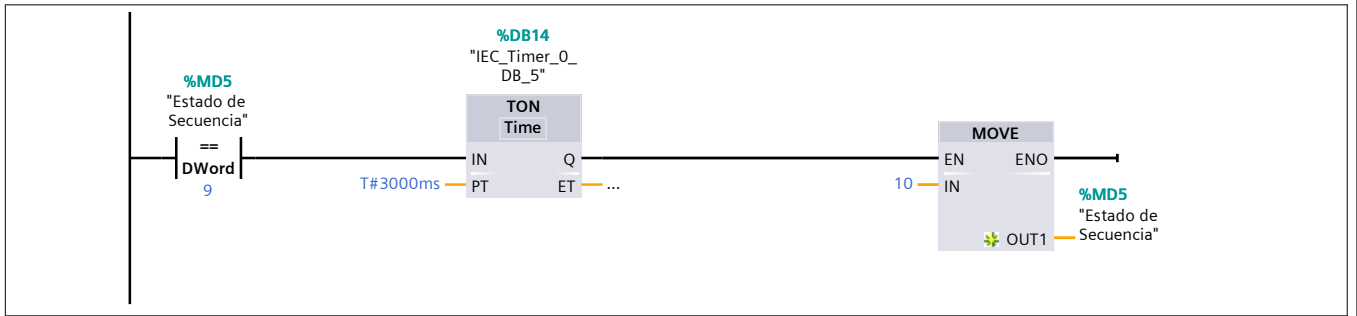 %DB14
"IEC_Timer_0_
DB_5"
%MD5
"Estado de
Secuencia"
==
DWord
9
TON
Time
IN
Q
T#3000ms
PT
ET
...
MOVE
EN
ENO
10
IN
OUT1
%MD5
"Estado de
Secuencia"